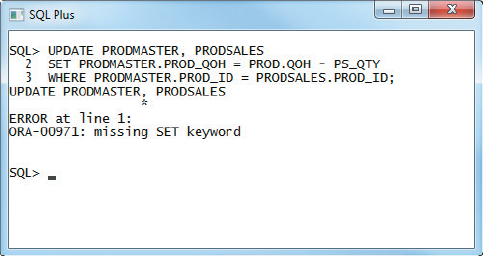 SQL Plus
SQL> UPDATE PRODMASTER, PRODSALES
2 SET PRODMASTER.PROD_QOH = PROD.QOH - PS_QTY
3 WHERE PRODMASTER.PROD_ID = PRODSALES.PROD_ID;
UPDATE PRODMASTER, PRODSALES
*
ERROR at line 1:
ORA-00971: missing SET keyword
SQL> _